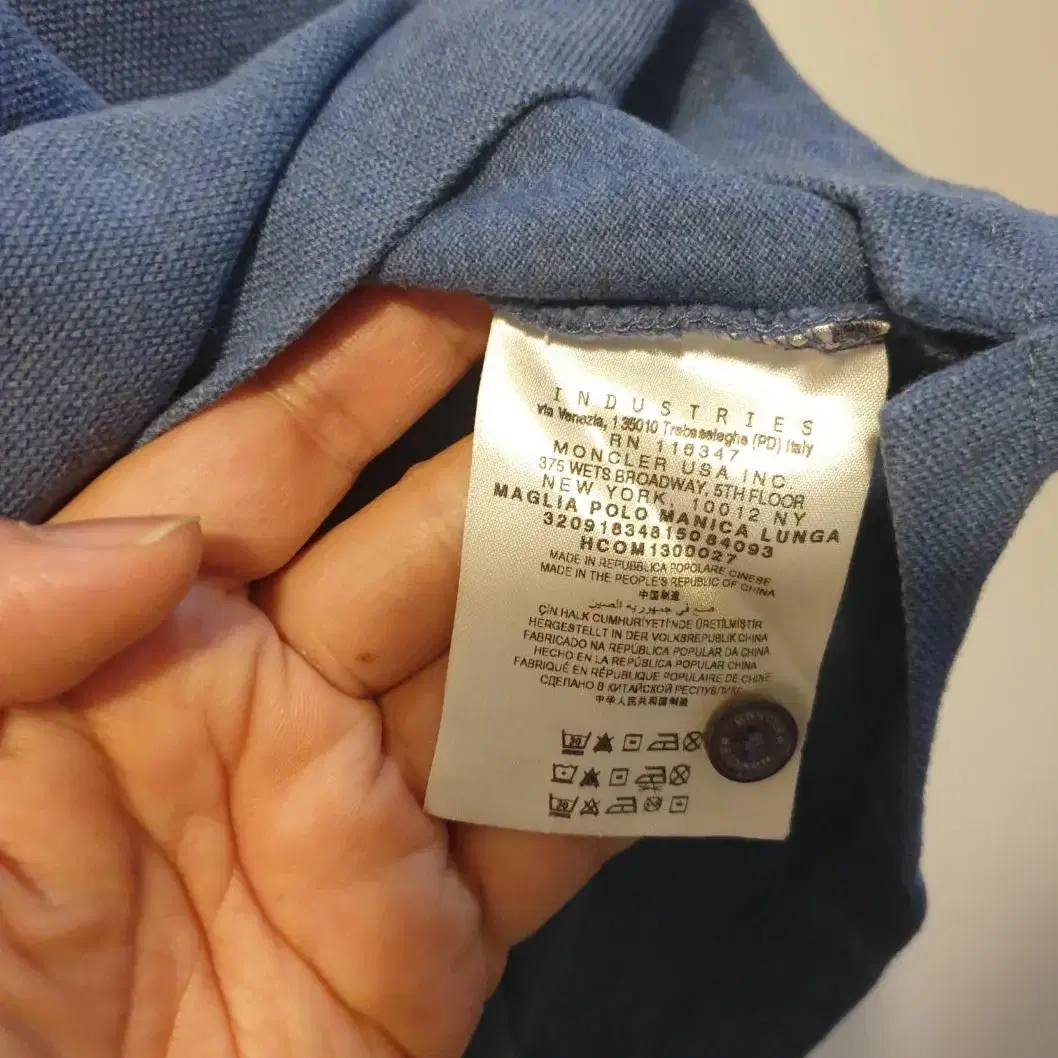 INDUSTRIES
via Venezia, 1 35010 Trebaseleghe (PD) Italy
RN 116347
MONCLER USA INC.
375 WETS BROADWAY, 5TH FLOOR
NEW YORK, 10012 NY
MAGLIA POLO MANICA LUNGA
320918348150 84093
HCOM1300027
MADE IN REPUBBLICA POPOLARE CINESE
MADE IN THE PEOPLE'S REPUBLIC OF CHINA
中国制造
صنع في جمهورية الصين
ÇİN HALK CUMHURİYETİ'NDE ÜRETİLMİŞTİR
HERGESTELLT IN DER VOLKSREPUBLIK CHINA
FABRICADO NA REPÚBLICA POPULAR DA CHINA
HECHO EN LA REPÚBLICA POPULAR CHINA
FABRIQUÉ EN RÉPUBLIQUE POPULAIRE DE CHINE
СДЕЛАНО В КИТАЙСКОЙ РЕСПУБЛИКЕ
中华人民共和国制造